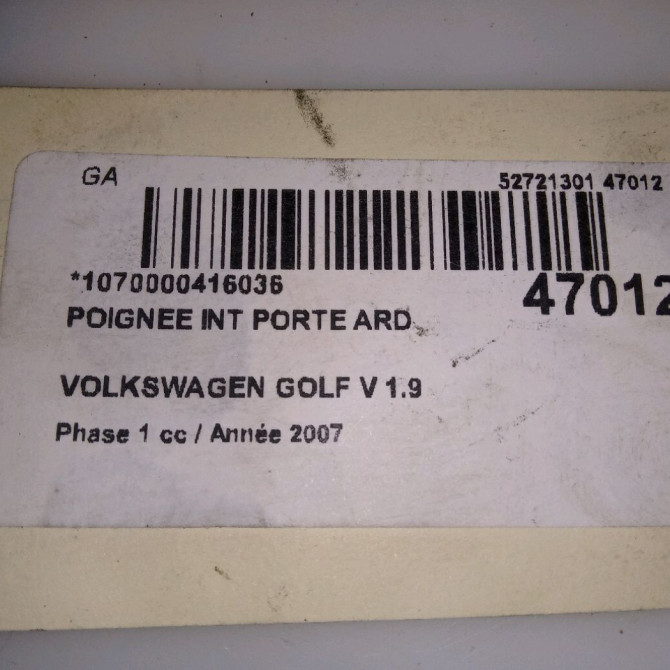 GA
52721301 47012
*1070000416036
47012
POIGNEE INT PORTE ARD
VOLKSWAGEN GOLF V 1.9
Phase 1 cc / Année 2007